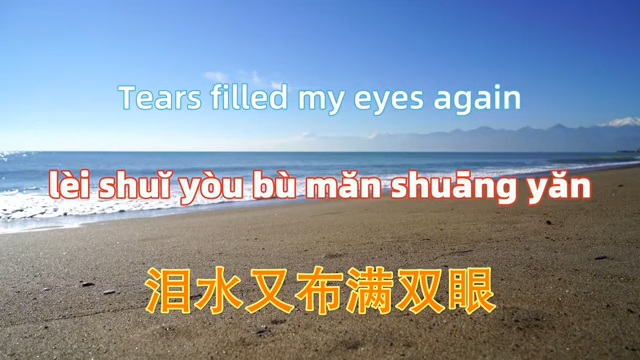 Tears filled my eyes again
lèi shuǐ yòu bù mǎn shuāng yǎn
泪水又布满双眼